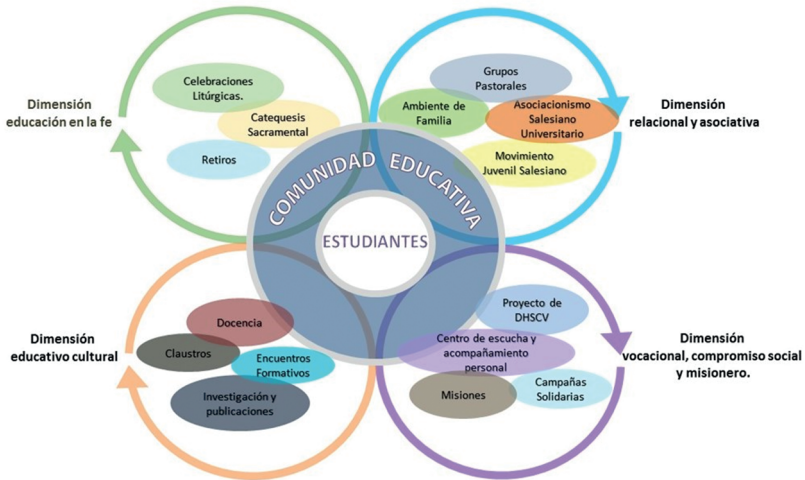 Dimensión
educación en la fe
Celebraciones
Litúrgicas.
Catequesis
Sacramental
Retiros
Grupos
Pastorales
Ambiente de
Familia
Asociacionismo
Salesiano
Universitario
Movimiento
Juvenil Salesiano
Dimensión
relacional y asociativa
COMUNIDAD EDUCATIVA
ESTUDIANTES
Dimensión
educativo cultural
Docencia
Claustros
Encuentros
Formativos
Investigación y
publicaciones
Proyecto de
DHSCV
Centro de escucha y
acompañamiento
personal
Misiones
Campañas
Solidarias
Dimensión
vocacional, compromiso social
y misionero.